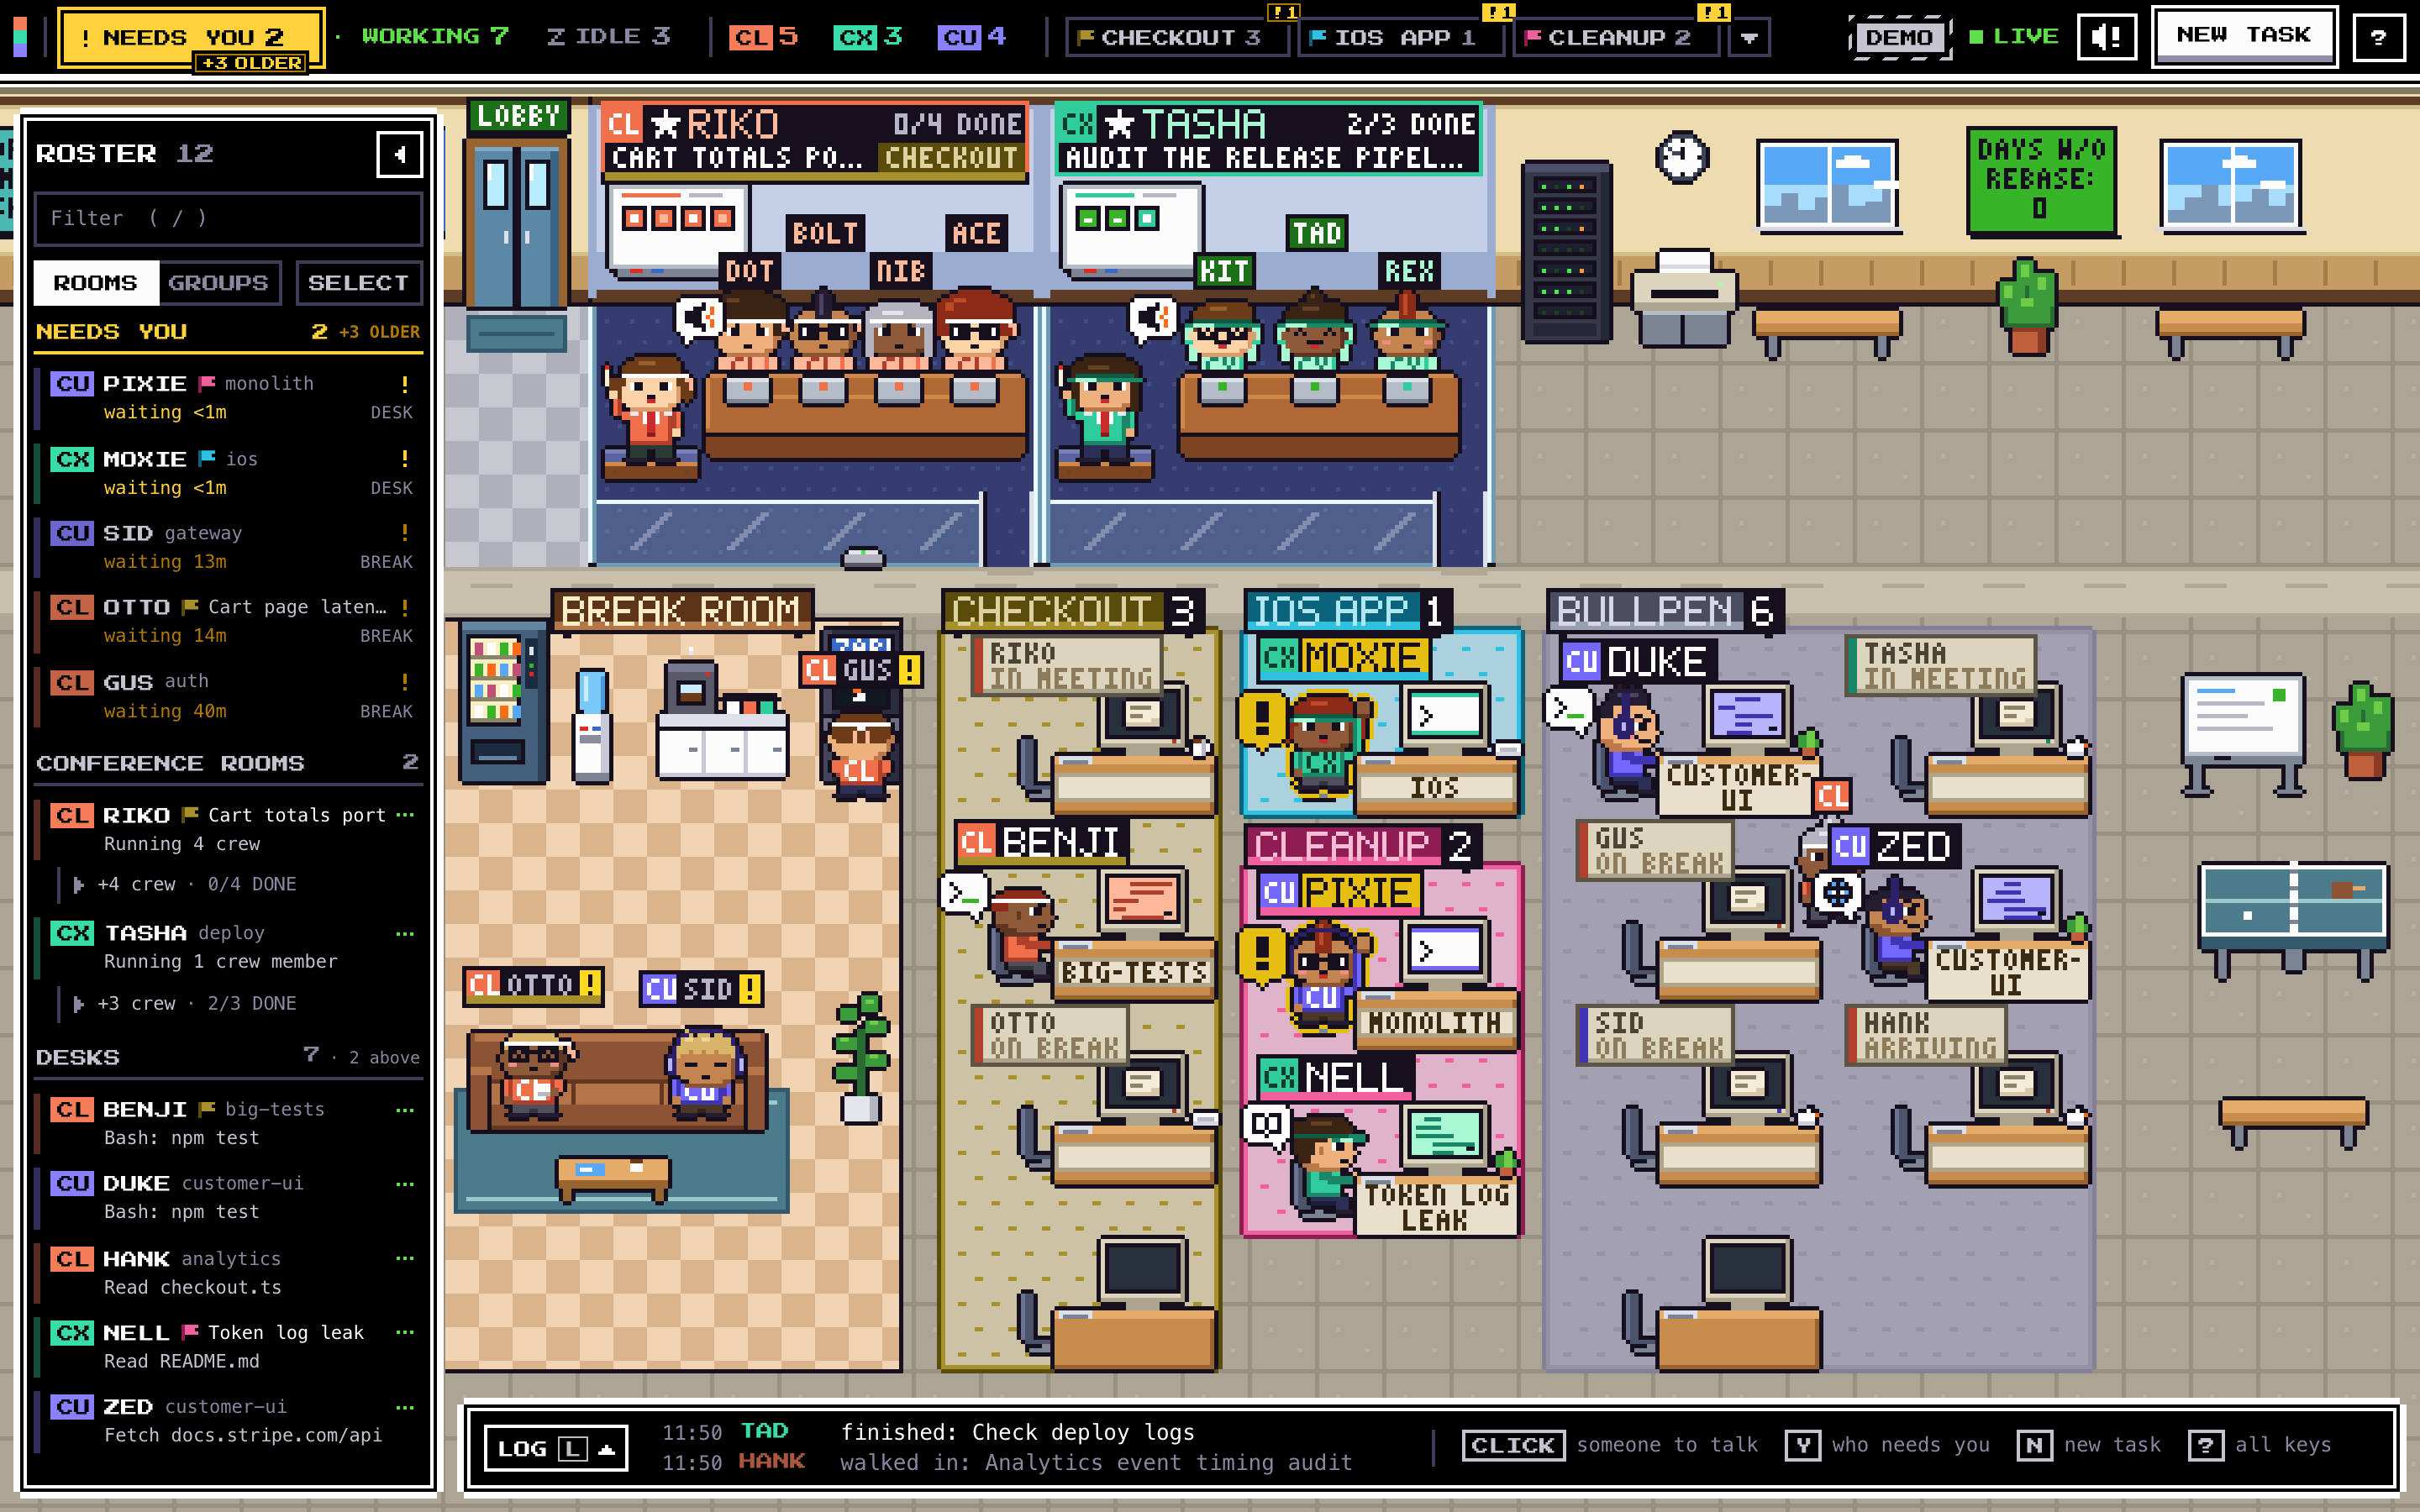 ! NEEDS YOU 2
+3 OLDER
WORKING 7
Z IDLE 3
CL 5
CX 3
CU 4
!1
CHECKOUT 3
!1
IOS APP 1
!1
CLEANUP 2
DEMO
LIVE
NEW TASK
?
ROSTER 12
Filter ( / )
ROOMS
GROUPS
SELECT
NEEDS YOU 2 +3 OLDER
CU PIXIE monolith !
waiting <1m DESK
CX MOXIE ios !
waiting <1m DESK
CU SID gateway !
waiting 13m BREAK
CL OTTO Cart page laten… !
waiting 14m BREAK
CL GUS auth !
waiting 40m BREAK
CONFERENCE ROOMS 2
CL RIKO Cart totals port ...
Running 4 crew
+4 crew · 0/4 DONE
CX TASHA deploy ...
Running 1 crew member
+3 crew · 2/3 DONE
DESKS 7 · 2 above
CL BENJI big-tests ...
Bash: npm test
CU DUKE customer-ui ...
Bash: npm test
CL HANK analytics ...
Read checkout.ts
CX NELL Token log leak ...
Read README.md
CU ZED customer-ui ...
Fetch docs.stripe.com/api
LOBBY
CL ★ RIKO 0/4 DONE
CART TOTALS PO... CHECKOUT
BOLT
ACE
DOT
NIB
CX ★ TASHA 2/3 DONE
AUDIT THE RELEASE PIPEL...
TAD
KIT
REX
DAYS W/O
REBASE:
0
BREAK ROOM
CL GUS !
CL
CL OTTO !
CU SID !
CL
CU
CHECKOUT 3
RIKO
IN MEETING
CL BENJI
BIG-TESTS
OTTO
ON BREAK
IOS APP 1
CX MOXIE
!
CX
IOS
CLEANUP 2
CU PIXIE
!
CU
MONOLITH
CX NELL
TOKEN LOG
LEAK
BULLPEN 6
CU DUKE
CUSTOMER-
UI
TASHA
IN MEETING
CL
GUS
ON BREAK
CU ZED
CUSTOMER-
UI
SID
ON BREAK
HANK
ARRIVING
LOG L
11:50 TAD finished: Check deploy logs
11:50 HANK walked in: Analytics event timing audit
CLICK someone to talk
Y who needs you
N new task
? all keys